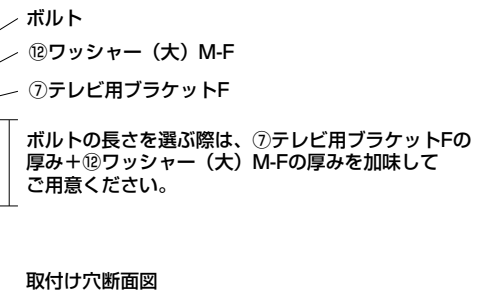 ボルト
⑫ワッシャー（大）M-F
⑦テレビ用ブラケットF
ボルトの長さを選ぶ際は、⑦テレビ用ブラケットFの
厚み＋⑫ワッシャー（大）M-Fの厚みを加味して
ご用意ください。
取付け穴断面図